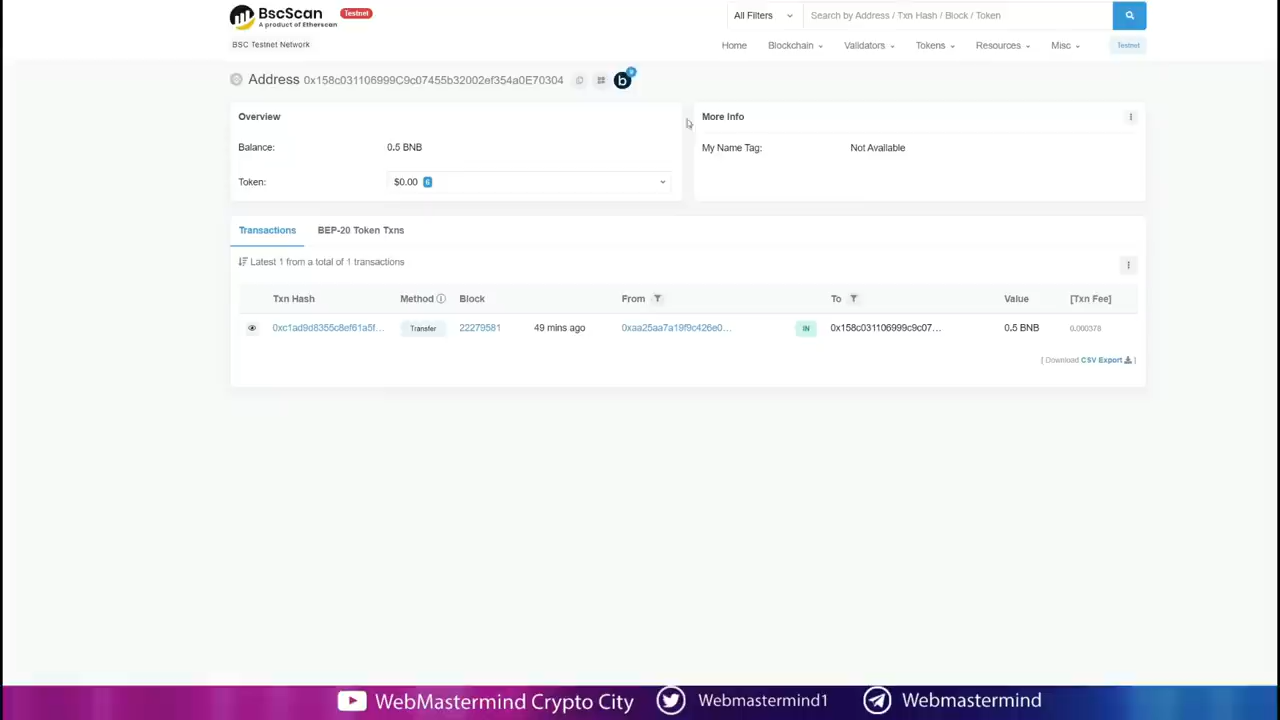 BscScan Testnet
A product of Etherscan
All Filters Search by Address / Txn Hash / Block / Token
BSC Testnet Network
Home Blockchain Validators Tokens Resources Misc Testnet
Address 0x158c031106999C9c07455b32002ef354a0E70304
Overview
Balance: 0.5 BNB
Token: $0.00 6
More Info
My Name Tag: Not Available
Transactions BEP-20 Token Txns
Latest 1 from a total of 1 transactions
Txn Hash Method Block From To Value [Txn Fee]
0xc1ad9d8355c8ef61a5f... Transfer 22279581 49 mins ago 0xaa25aa7a19f9c426e0... IN 0x158c031106999c9c07... 0.5 BNB 0.000378
[ Download CSV Export ]
WebMastermind Crypto City Webmastermind1 Webmastermind